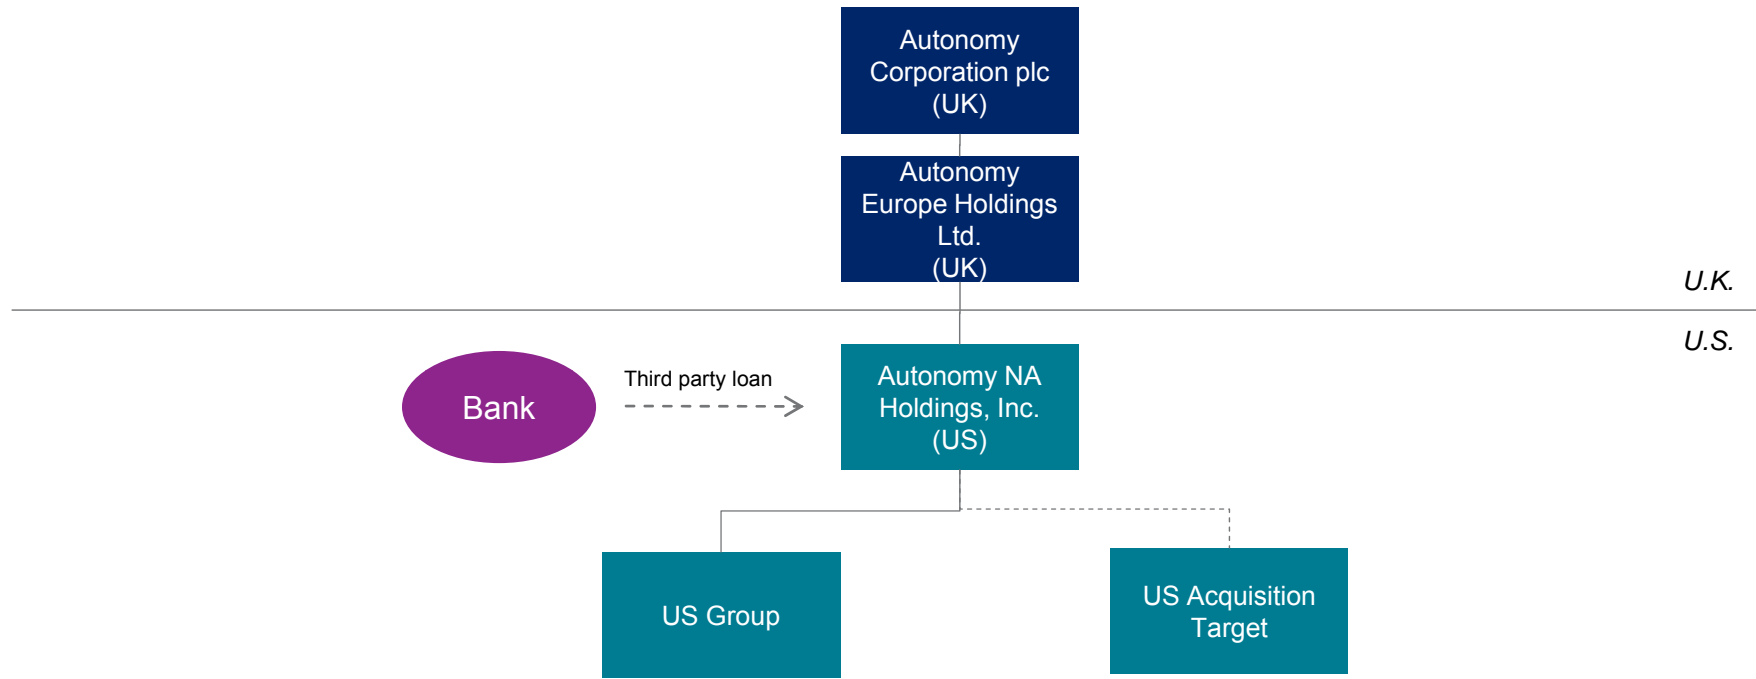 Autonomy
Corporation plc
(UK)
Autonomy
Europe Holdings
Ltd.
(UK)
U.K.
U.S.
Bank
Third party loan
Autonomy NA
Holdings, Inc.
(US)
US Group
US Acquisition
Target